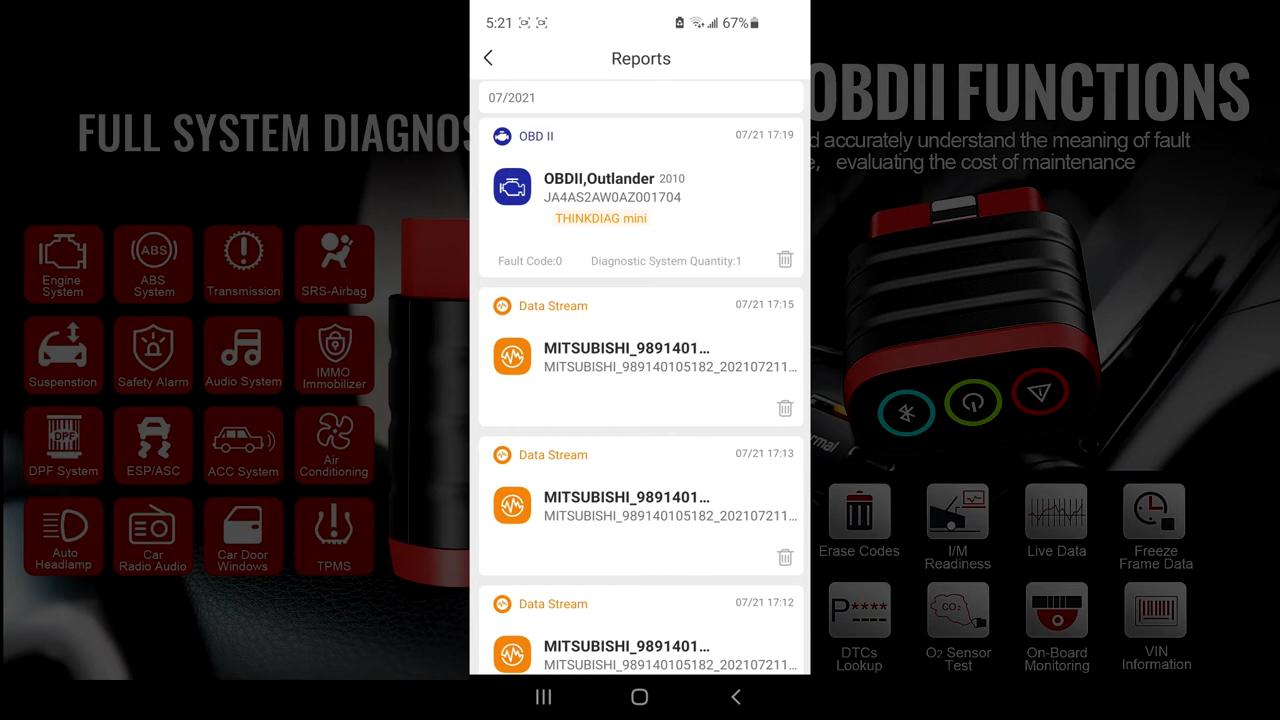 FULL SYSTEM DIAGNOS
Engine
System
ABS
ABS
System
Transmission
SRS-Airbag
Suspenstion
Safety Alarm
Audio System
IMMO
Immobilizer
DPF
DPF System
ESP/ASC
ACC System
Air
Conditioning
Auto
Headlamp
Car
Radio Audio
Car Door
Windows
TPMS
5:21
67%
Reports
07/2021
OBD II
07/21 17:19
OBDII,Outlander 2010
JA4AS2AW0AZ001704
THINKDIAG mini
Fault Code:0
Diagnostic System Quantity:1
Data Stream
07/21 17:15
MITSUBISHI_9891401...
MITSUBISHI_989140105182_202107211...
Data Stream
07/21 17:13
MITSUBISHI_9891401...
MITSUBISHI_989140105182_202107211...
Data Stream
07/21 17:12
MITSUBISHI_9891401...
MITSUBISHI_989140105182_202107211...
OBDII FUNCTIONS
d accurately understand the meaning of fault
e, evaluating the cost of maintenance
rmal
Erase Codes
I/M
Readiness
Live Data
Freeze
Frame Data
P****
----
DTCs
Lookup
CO2
O2 Sensor
Test
On-Board
Monitoring
VIN
Information